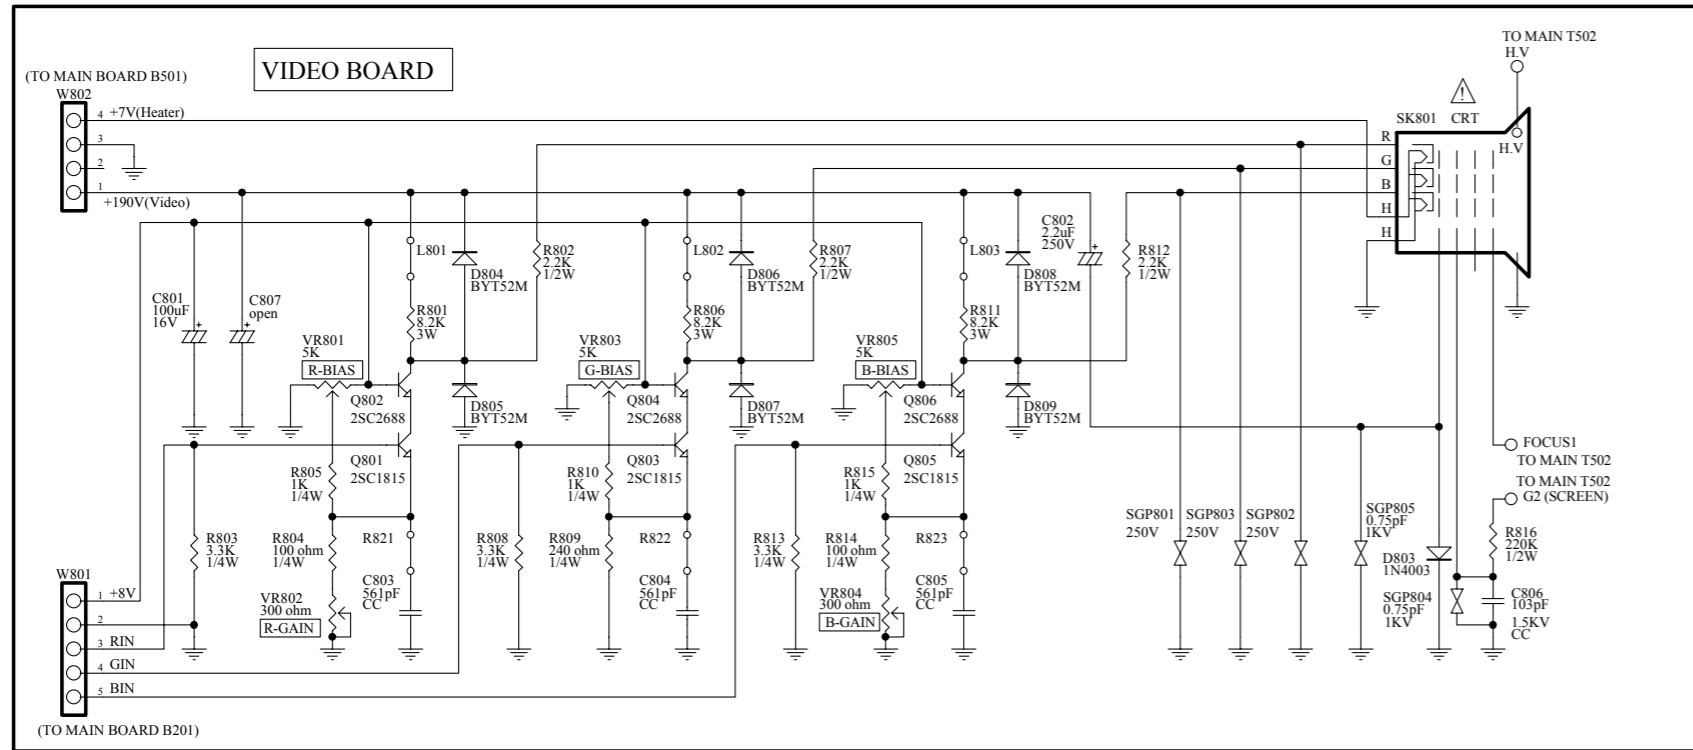 VIDEO BOARD
(TO MAIN BOARD B501)
W802
4 +7V(Heater)
3
2
1
+190V(Video)
TO MAIN T502
H.V
SK801 CRT
H.V
R
G
B
H
H
C801
100uF
16V
C807
open
L801
D804
BYT52M
R802
2.2K
1/2W
R801
8.2K
3W
VR801
5K
R-BIAS
Q802
2SC2688
D805
BYT52M
Q801
2SC1815
R805
1K
1/4W
R803
3.3K
1/4W
R804
100 ohm
1/4W
R821
C803
561pF
CC
VR802
300 ohm
R-GAIN
L802
D806
BYT52M
R807
2.2K
1/2W
R806
8.2K
3W
VR803
5K
G-BIAS
Q804
2SC2688
D807
BYT52M
Q803
2SC1815
R810
1K
1/4W
R808
3.3K
1/4W
R809
240 ohm
1/4W
R822
C804
561pF
CC
L803
D808
BYT52M
C802
2.2uF
250V
R812
2.2K
1/2W
R811
8.2K
3W
VR805
5K
B-BIAS
Q806
2SC2688
D809
BYT52M
Q805
2SC1815
R815
1K
1/4W
R813
3.3K
1/4W
R814
100 ohm
1/4W
R823
C805
561pF
CC
VR804
300 ohm
B-GAIN
SGP801
250V
SGP803
250V
SGP802
250V
SGP805
0.75pF
1KV
D803
1N4003
SGP804
0.75pF
1KV
FOCUS1
TO MAIN T502
TO MAIN T502
G2 (SCREEN)
R816
220K
1/2W
C806
103pF
1.5KV
CC
W801
1 +8V
2
3 RIN
4 GIN
5 BIN
(TO MAIN BOARD B201)